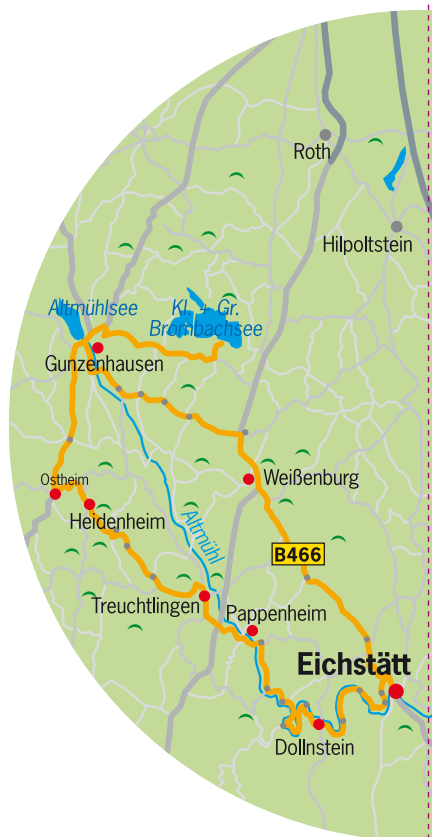 Roth
Hilpoltstein
Altmühlsee
Kl. + Gr.
Brombachsee
Gunzenhausen
Ostheim
Weißenburg
Heidenheim
Altmühl
B466
Treuchtlingen
Pappenheim
Eichstätt
Dollnstein